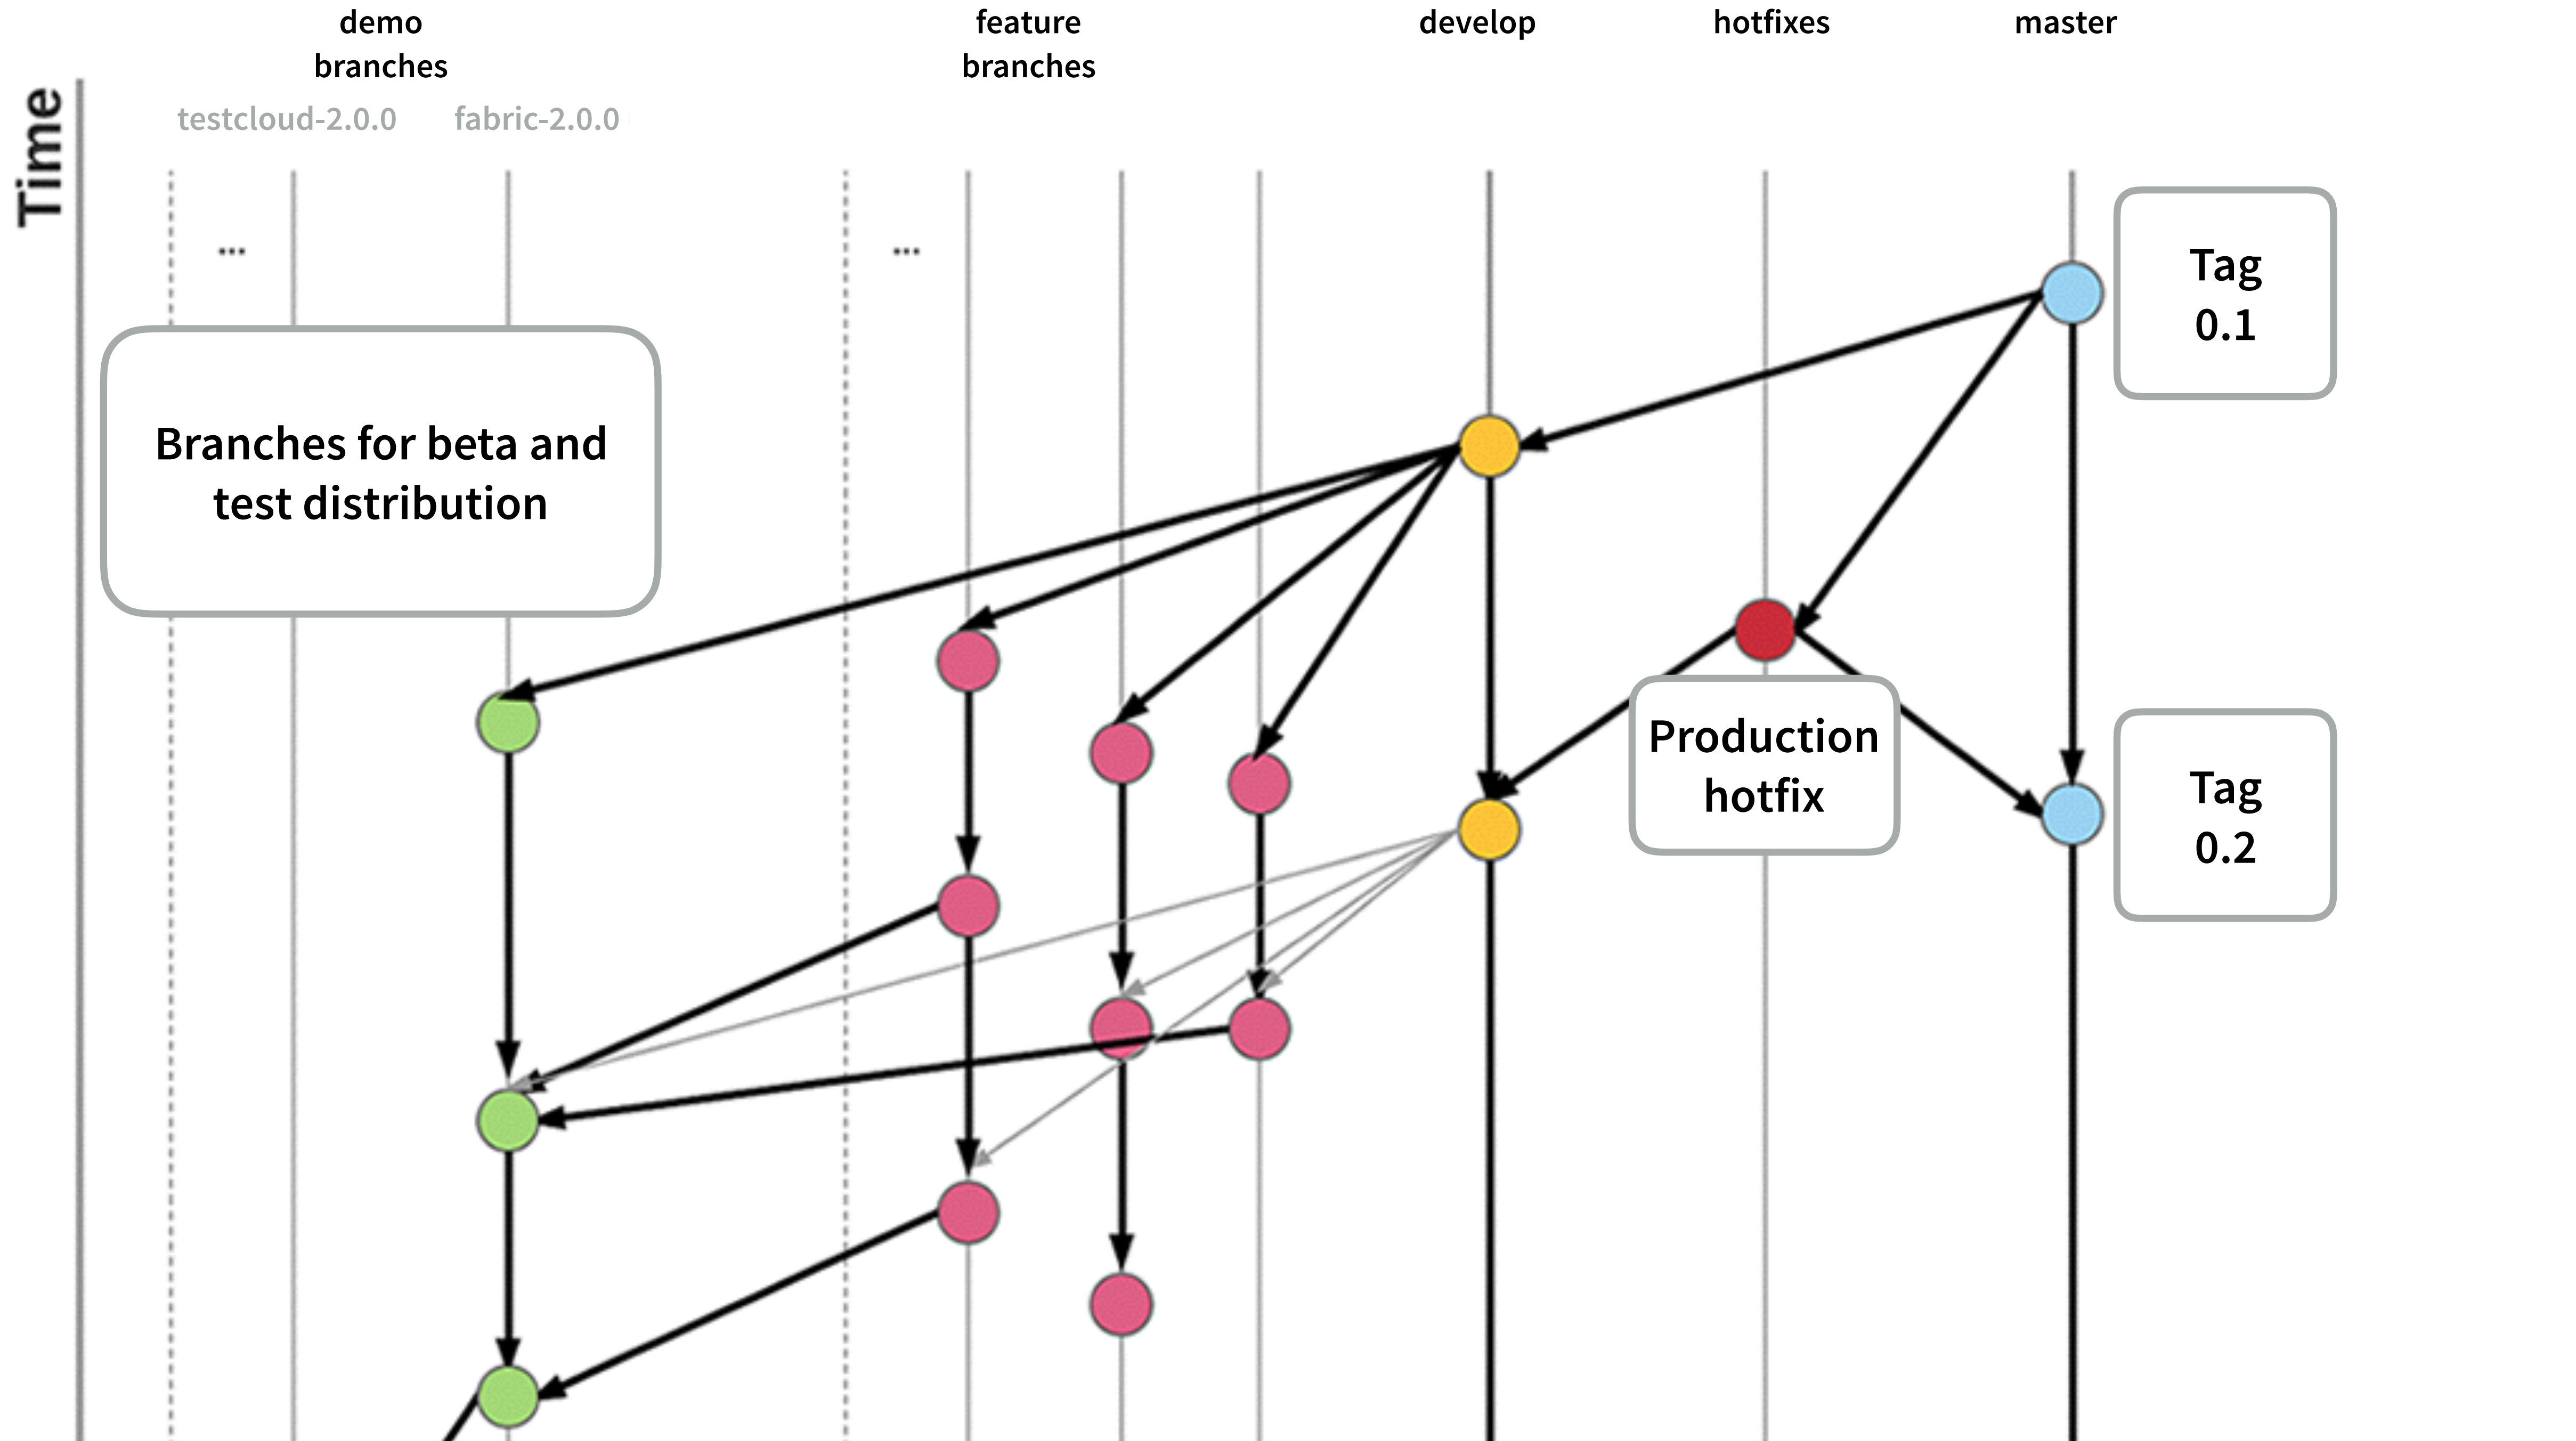 demo
branches
feature
branches
develop
hotfixes
master
Time
testcloud-2.0.0
fabric-2.0.0
...
...
Tag
0.1
Branches for beta and
test distribution
Production
hotfix
Tag
0.2